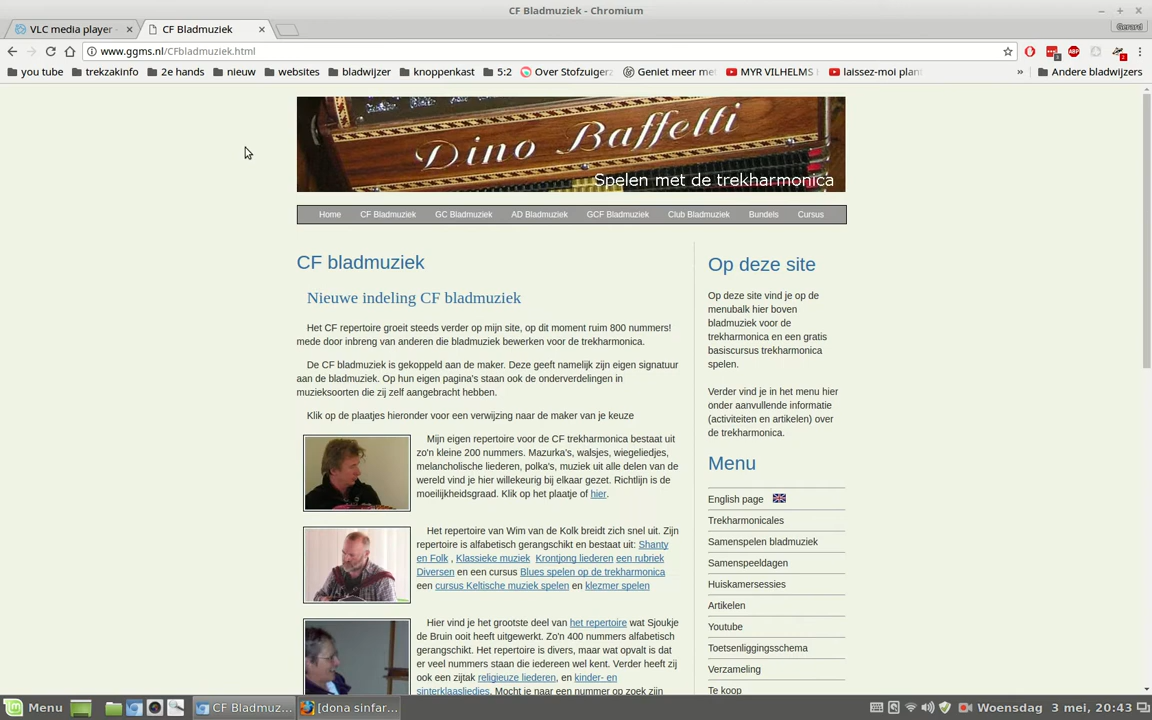 CF Bladmuziek - Chromium
VLC media player -
CF Bladmuziek
Gerard
www.ggms.nl/CFbladmuziek.html
you tube trekzakinfo 2e hands nieuw websites bladwijzer knoppenkast 5:2 Over Stofzuiger Geniet meer me MYR VILHELMS laissez-moi plan » Andere bladwijzers
Dino Baffetti
Spelen met de trekharmonica
Home CF Bladmuziek GC Bladmuziek AD Bladmuziek GCF Bladmuziek Club Bladmuziek Bundels Cursus
CF bladmuziek
Nieuwe indeling CF bladmuziek
Het CF repertoire groeit steeds verder op mijn site, op dit moment ruim 800 nummers!
mede door inbreng van anderen die bladmuziek bewerken voor de trekharmonica.
De CF bladmuziek is gekoppeld aan de maker. Deze geeft namelijk zijn eigen signatuur
aan de bladmuziek. Op hun eigen pagina's staan ook de onderverdelingen in
muzieksoorten die zij zelf aangebracht hebben.
Klik op de plaatjes hieronder voor een verwijzing naar de maker van je keuze
Mijn eigen repertoire voor de CF trekharmonica bestaat uit
zo'n kleine 200 nummers. Mazurka's, walsjes, wiegeliedjes,
melancholische liederen, polka's, muziek uit alle delen van de
wereld vind je hier willekeurig bij elkaar gezet. Richtlijn is de
moeilijkheidsgraad. Klik op het plaatje of hier.
Het repertoire van Wim van de Kolk breidt zich snel uit. Zijn
repertoire is alfabetisch gerangschikt en bestaat uit: Shanty
en Folk , Klassieke muziek Krontjong liederen een rubriek
Diversen en een cursus Blues spelen op de trekharmonica
een cursus Keltische muziek spelen en klezmer spelen
Hier vind je het grootste deel van het repertoire wat Sjoukje
de Bruin ooit heeft uitgewerkt. Zo'n 400 nummers alfabetisch
gerangschikt. Het repertoire is divers, maar wat opvalt is dat
er veel nummers staan die iedereen wel kent. Verder heeft zij
ook een zijtak religieuze liederen, en kinder- en
sinterklaasliedjes. Mocht je naar een nummer op zoek zijn
Op deze site
Op deze site vind je op de
menubalk hier boven
bladmuziek voor de
trekharmonica en een gratis
basiscursus trekharmonica
spelen.
Verder vind je in het menu hier
onder aanvullende informatie
(activiteiten en artikelen) over
de trekharmonica.
Menu
English page
Trekharmonicales
Samenspelen bladmuziek
Samenspeeldagen
Huiskamersessies
Artikelen
Youtube
Toetsenliggingsschema
Verzameling
Te koop
Menu CF Bladmuz... [dona sinfar... Woensdag 3 mei, 20:43